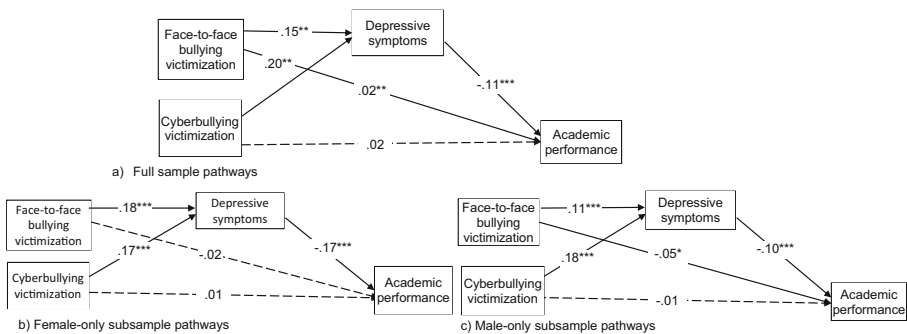 Face-to-face
bullying
victimization
.15**
Depressive
symptoms
.20**
.02**
-.11***
Cyberbullying
victimization
.02
Academic
performance
a) Full sample pathways
Face-to-face
bullying
victimization
.18***
Depressive
symptoms
.17***
-.02
-.17***
Cyberbullying
victimization
.01
Academic
performance
b) Female-only subsample pathways
Face-to-face
bullying
victimization
.11***
Depressive
symptoms
.18***
-.05*
-.10***
Cyberbullying
victimization
-.01
Academic
performance
c) Male-only subsample pathways